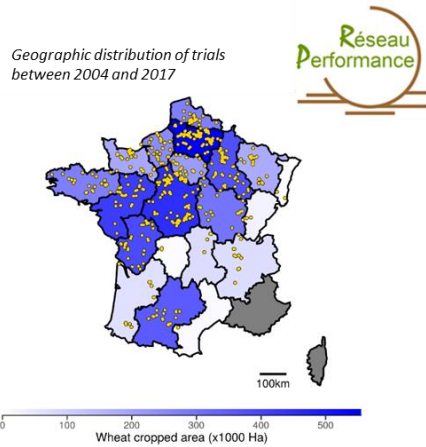 Geographic distribution of trials
between 2004 and 2017
Réseau
Performance
100km
0 100 200 300 400 500
Wheat cropped area (x1000 Ha)